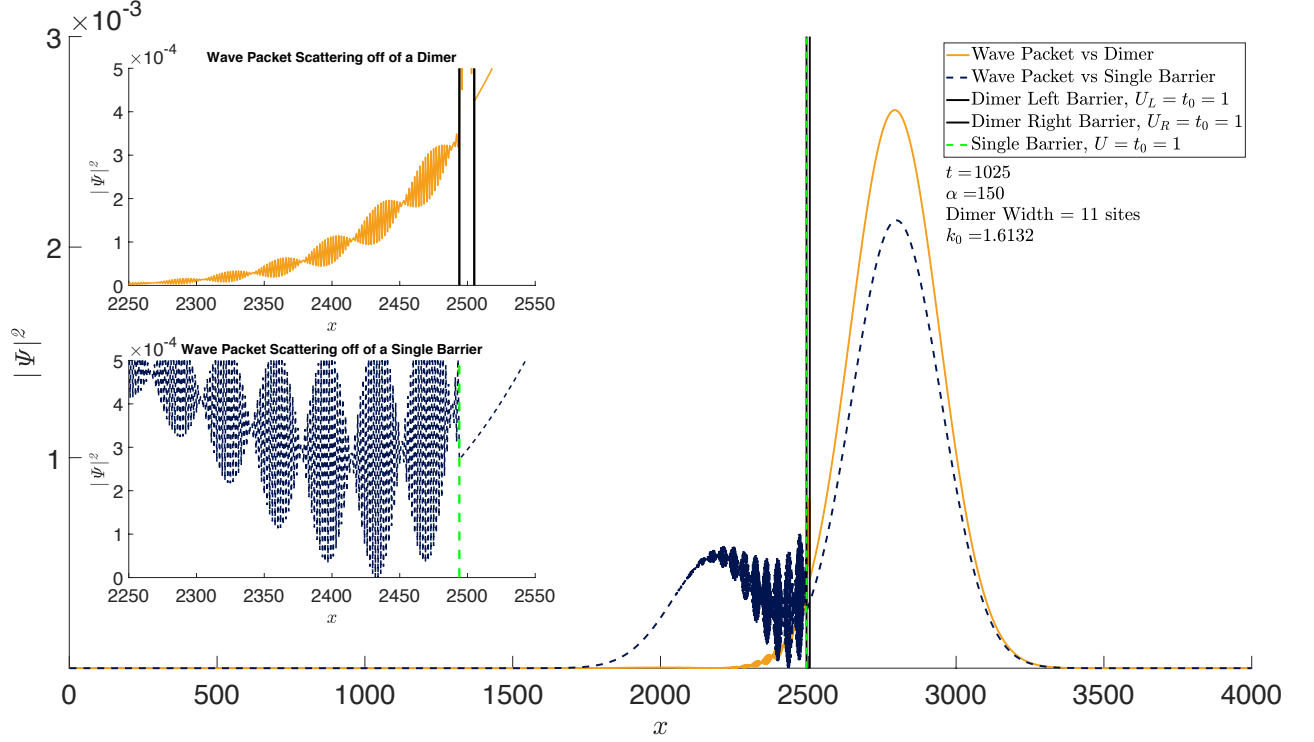 ×10⁻³
3
2
1
|Ψ|²
0 500 1000 1500 2000 2500 3000 3500 4000
x
Wave Packet Scattering off of a Dimer
×10⁻⁴
5
4
3
2
1
0
|Ψ|²
2250 2300 2350 2400 2450 2500 2550
x
Wave Packet Scattering off of a Single Barrier
×10⁻⁴
5
4
3
2
1
0
|Ψ|²
2250 2300 2350 2400 2450 2500 2550
x
Wave Packet vs Dimer
Wave Packet vs Single Barrier
Dimer Left Barrier, U_L = t₀ = 1
Dimer Right Barrier, U_R = t₀ = 1
Single Barrier, U = t₀ = 1
t =1025
α =150
Dimer Width = 11 sites
k₀ =1.6132